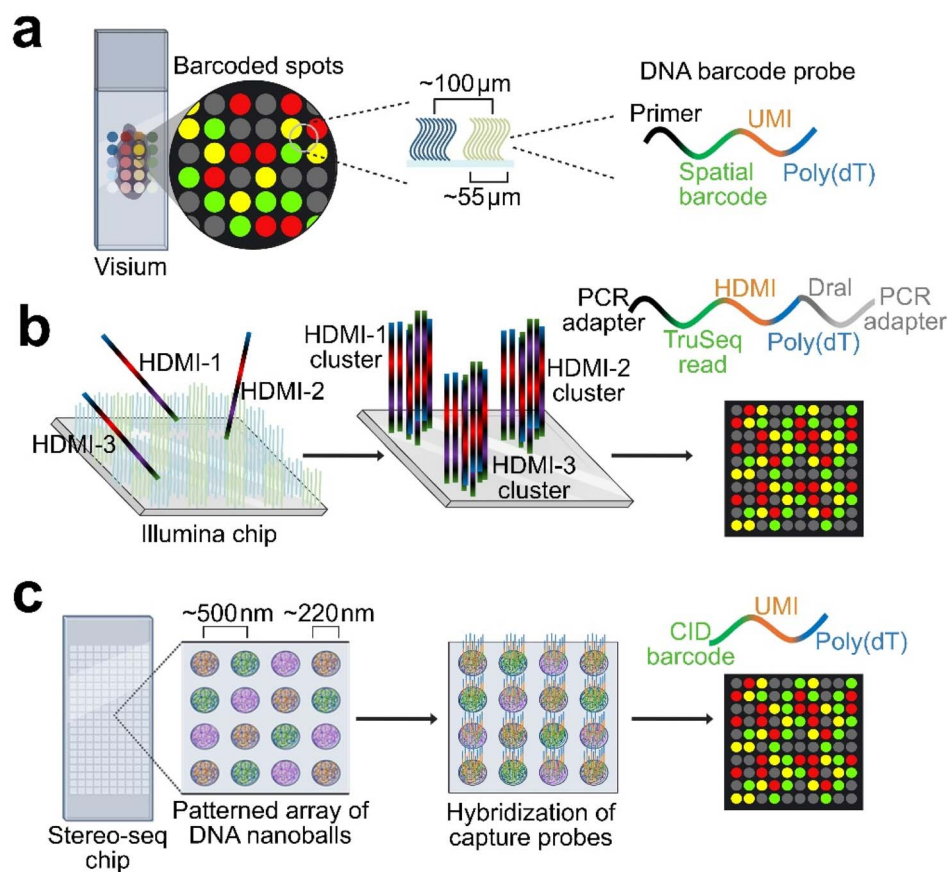 a
Barcoded spots
Visium
~100 μm
~55 μm
DNA barcode probe
Primer
UMI
Spatial
barcode
Poly(dT)
b
HDMI-1
HDMI-2
HDMI-3
Illumina chip
HDMI-1
cluster
HDMI-2
cluster
HDMI-3
cluster
PCR
adapter
HDMI
DraI
PCR
adapter
TruSeq
read
Poly(dT)
c
~500 nm
~220 nm
Stereo-seq
chip
Patterned array of
DNA nanoballs
Hybridization of
capture probes
UMI
CID
barcode
Poly(dT)